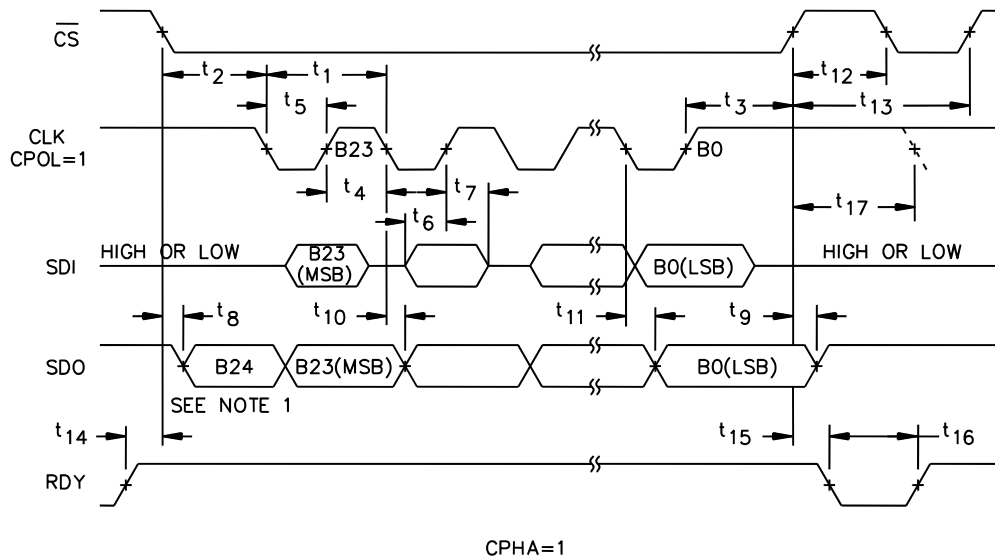 CS
t2
t1
t12
t5
t3
t13
CLK
CPOL=1
B23
B0
t4
t7
t17
t6
HIGH OR LOW
SDI
B23
(MSB)
B0(LSB)
HIGH OR LOW
t8
t10
t11
t9
SDO
B24
B23(MSB)
B0(LSB)
SEE NOTE 1
t14
t15
t16
RDY
CPHA=1